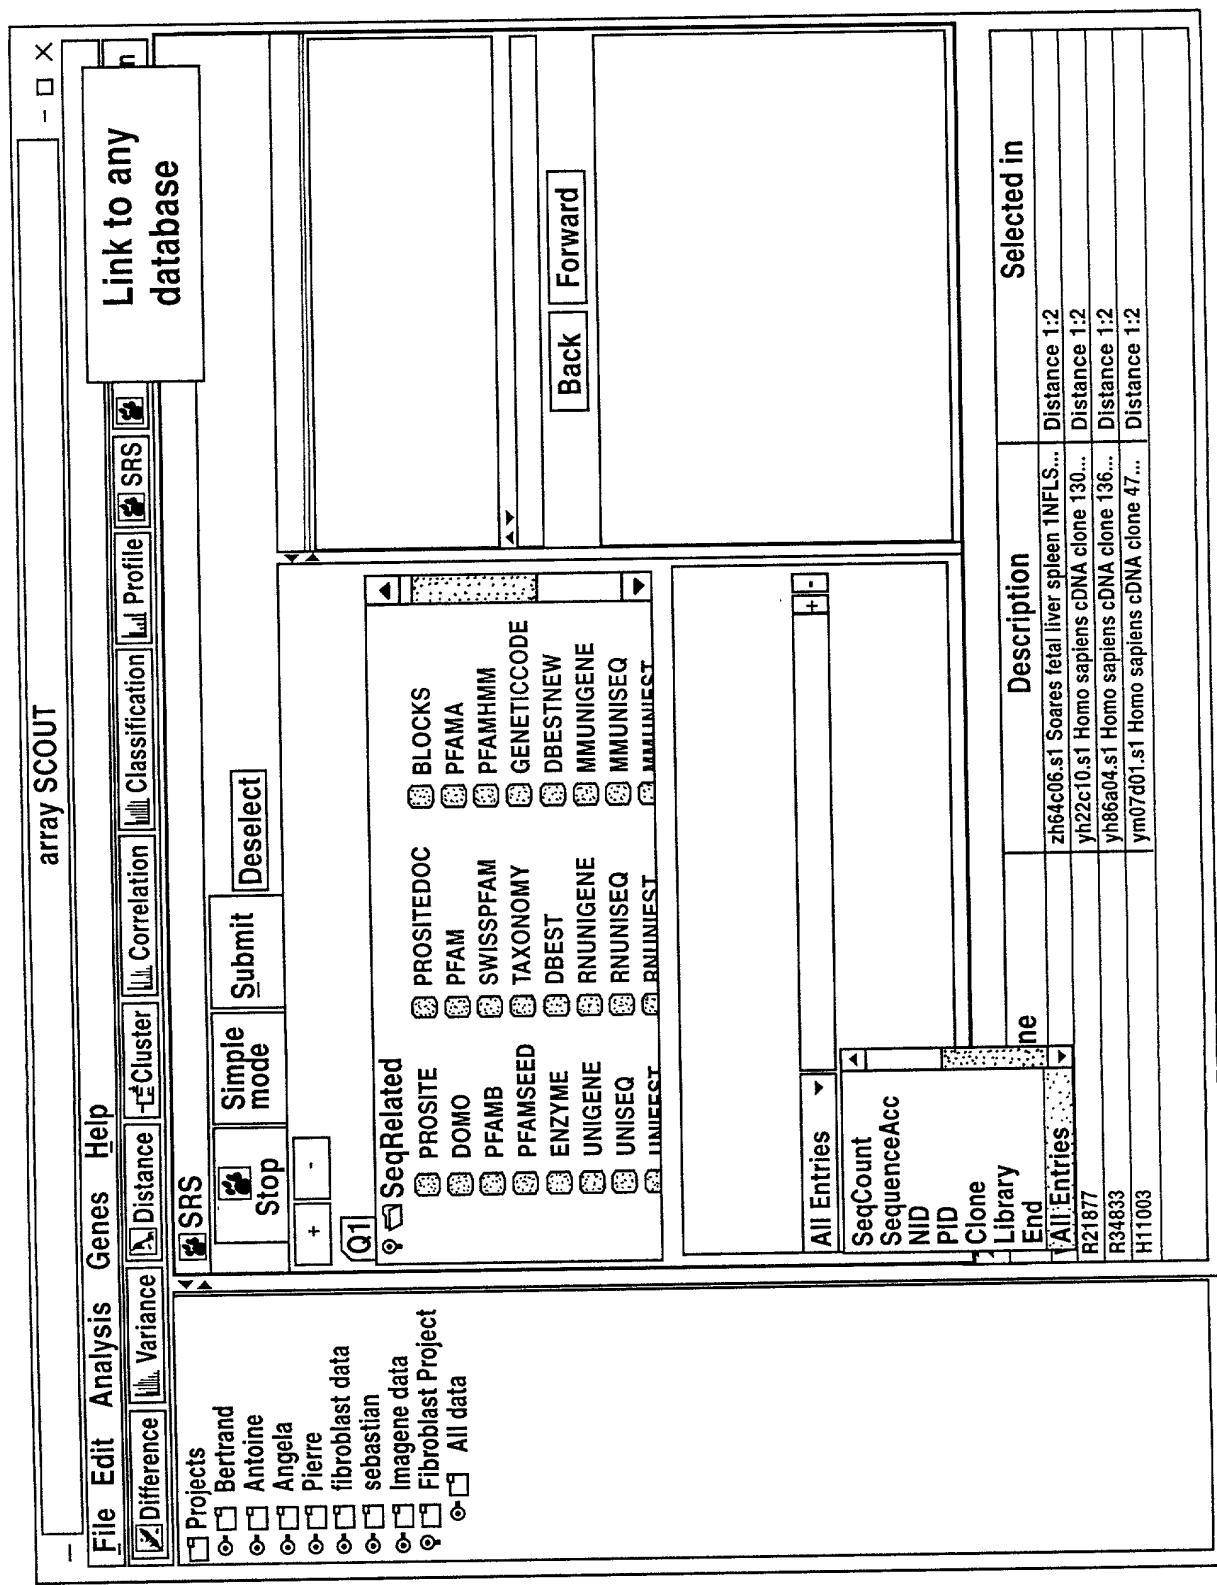 array SCOUT
File Edit Analysis Genes Help
Link to any
database
Difference Variance Distance Cluster Correlation Classification Profile SRS
Projects
Bertrand
Antoine
Angela
Pierre
fibroblast data
sebastian
Imagene data
Fibroblast Project
All data
SRS
Stop
Simple
mode
Submit
Deselect
+ -
Q1
SeqRelated
PROSITE PROSITEDOC BLOCKS
DOMO PFAM PFAMA
PFAMB SWISSPFAM PFAMHMM
PFAMSEED TAXONOMY GENETICCODE
ENZYME DBEST DBESTNEW
UNIGENE RNUNIGENE MMUNIGENE
UNISEQ RNUNISEQ MMUNISEQ
UNIEST RNUNIEST MMUNIEST
Back Forward
All Entries + -
SeqCount
SequenceAcc
NID
PID
Clone
Library
End
All Entries
ne Description Selected in
zh64c06.s1 Soares fetal liver spleen 1NFLS... Distance 1:2
R21877 yh22c10.s1 Homo sapiens cDNA clone 130... Distance 1:2
R34833 yh86a04.s1 Homo sapiens cDNA clone 136... Distance 1:2
H11003 ym07d01.s1 Homo sapiens cDNA clone 47... Distance 1:2